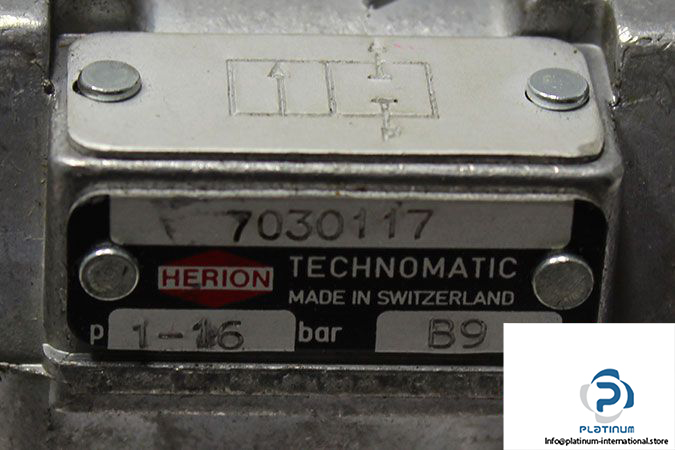 A
P
7030117
HERION
TECHNOMATIC
MADE IN SWITZERLAND
p 1-16 bar B9
PLATINUM
Info@platinum-international.store